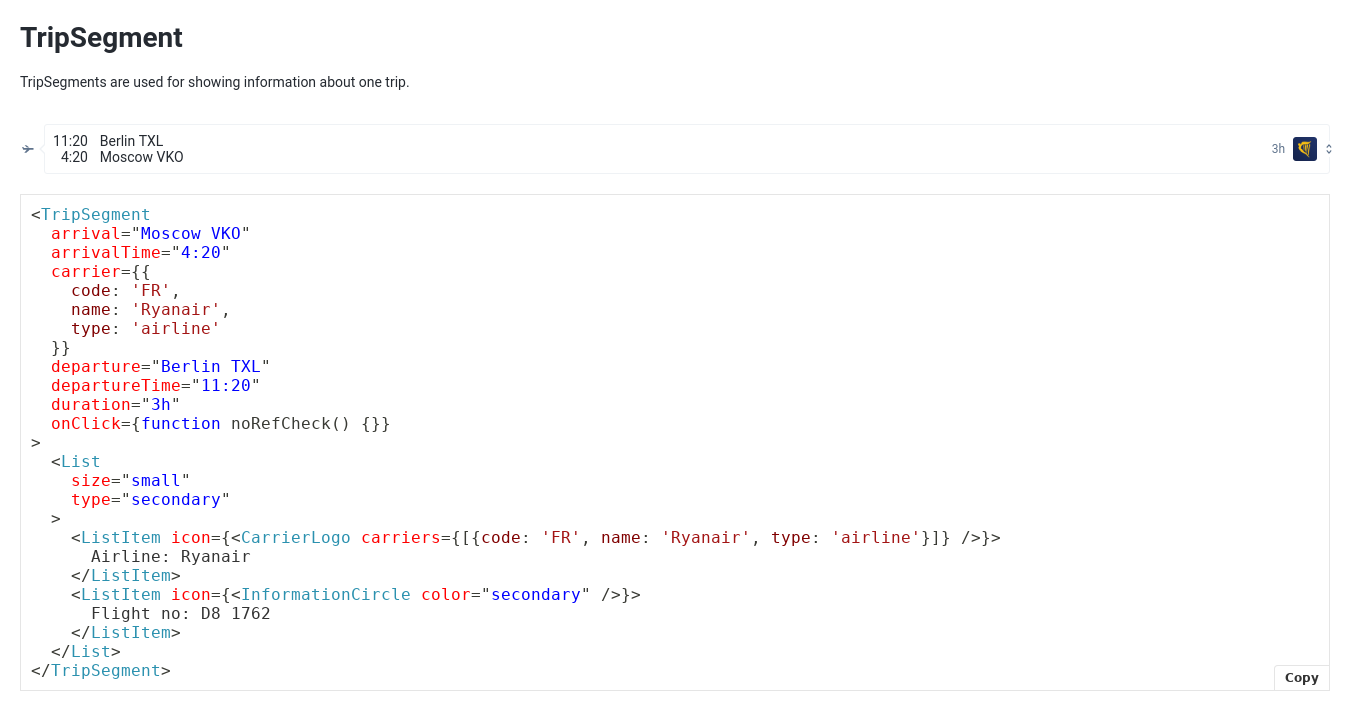 TripSegment
TripSegments are used for showing information about one trip.
11:20 Berlin TXL
4:20 Moscow VKO
3h
<TripSegment
  arrival="Moscow VKO"
  arrivalTime="4:20"
  carrier={{
    code: 'FR',
    name: 'Ryanair',
    type: 'airline'
  }}
  departure="Berlin TXL"
  departureTime="11:20"
  duration="3h"
  onClick={function noRefCheck() {}}
>
  <List
    size="small"
    type="secondary"
  >
    <ListItem icon={<CarrierLogo carriers={[{code: 'FR', name: 'Ryanair', type: 'airline'}]} />}>
      Airline: Ryanair
    </ListItem>
    <ListItem icon={<InformationCircle color="secondary" />}>
      Flight no: D8 1762
    </ListItem>
  </List>
</TripSegment>
Copy